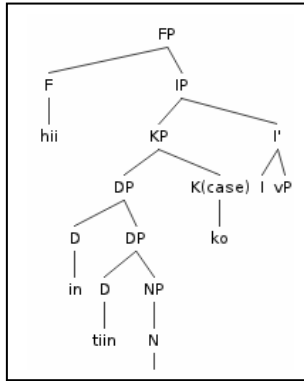 FP
F IP
hii KP I'
DP K(case) I vP
D DP ko
in D NP
tiin N